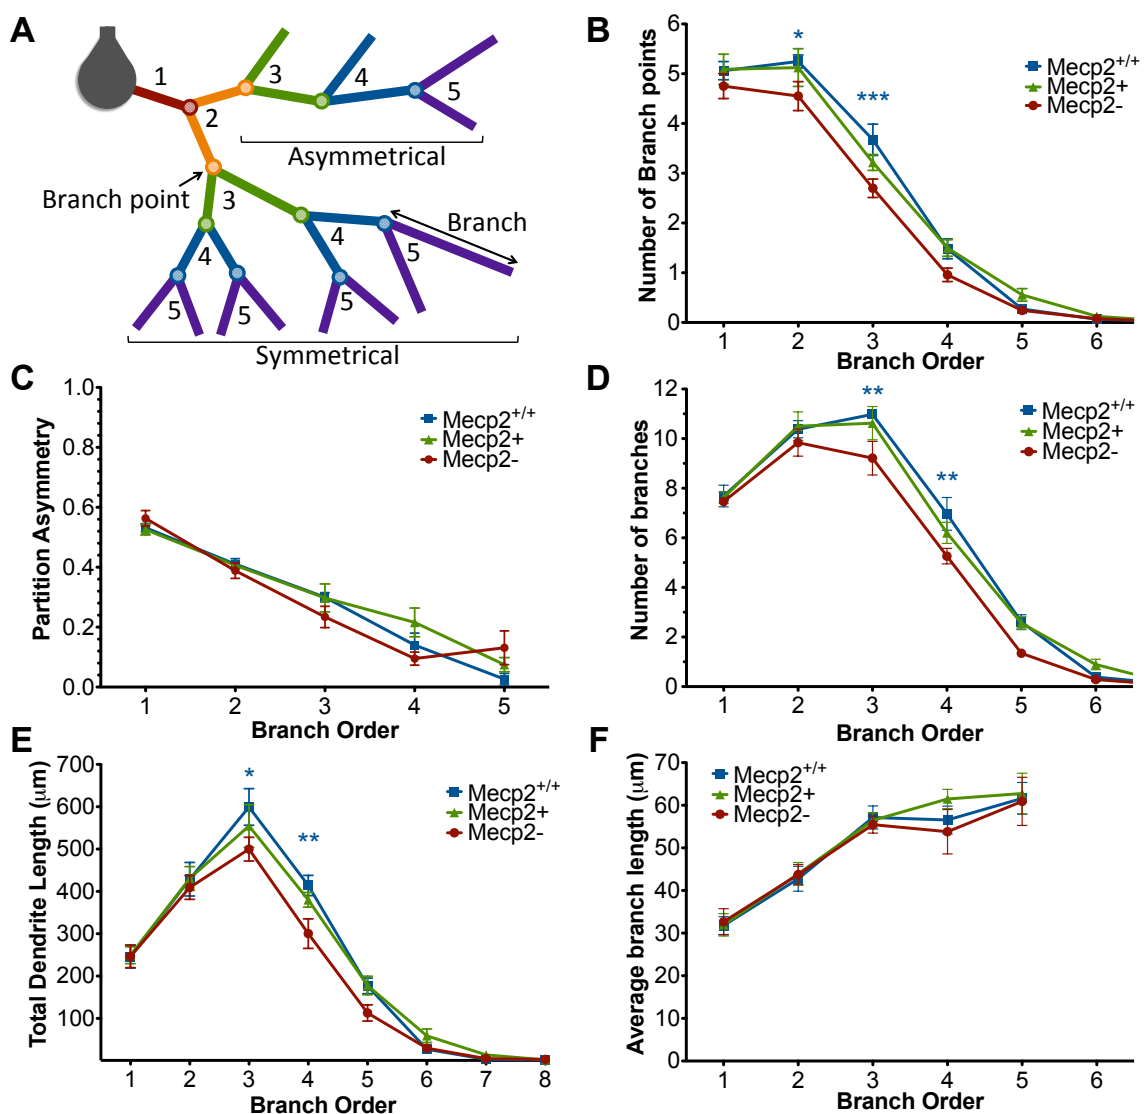 A
1
2
3
4
5
Asymmetrical
Branch point
3
4
4
5
Branch
5
5
5
Symmetrical
B
Number of Branch points
6
5
4
3
2
1
0
*
***
Mecp2+/+
Mecp2+
Mecp2-
1 2 3 4 5 6
Branch Order
C
Partition Asymmetry
1.0
0.8
0.6
0.4
0.2
0.0
Mecp2+/+
Mecp2+
Mecp2-
1 2 3 4 5
Branch Order
D
Number of branches
12
10
8
6
4
2
0
**
**
Mecp2+/+
Mecp2+
Mecp2-
1 2 3 4 5 6
Branch Order
E
Total Dendrite Length (µm)
700
600
500
400
300
200
100
*
**
Mecp2+/+
Mecp2+
Mecp2-
1 2 3 4 5 6 7 8
Branch Order
F
Average branch length (µm)
70
60
50
40
30
20
10
0
Mecp2+/+
Mecp2+
Mecp2-
1 2 3 4 5 6
Branch Order